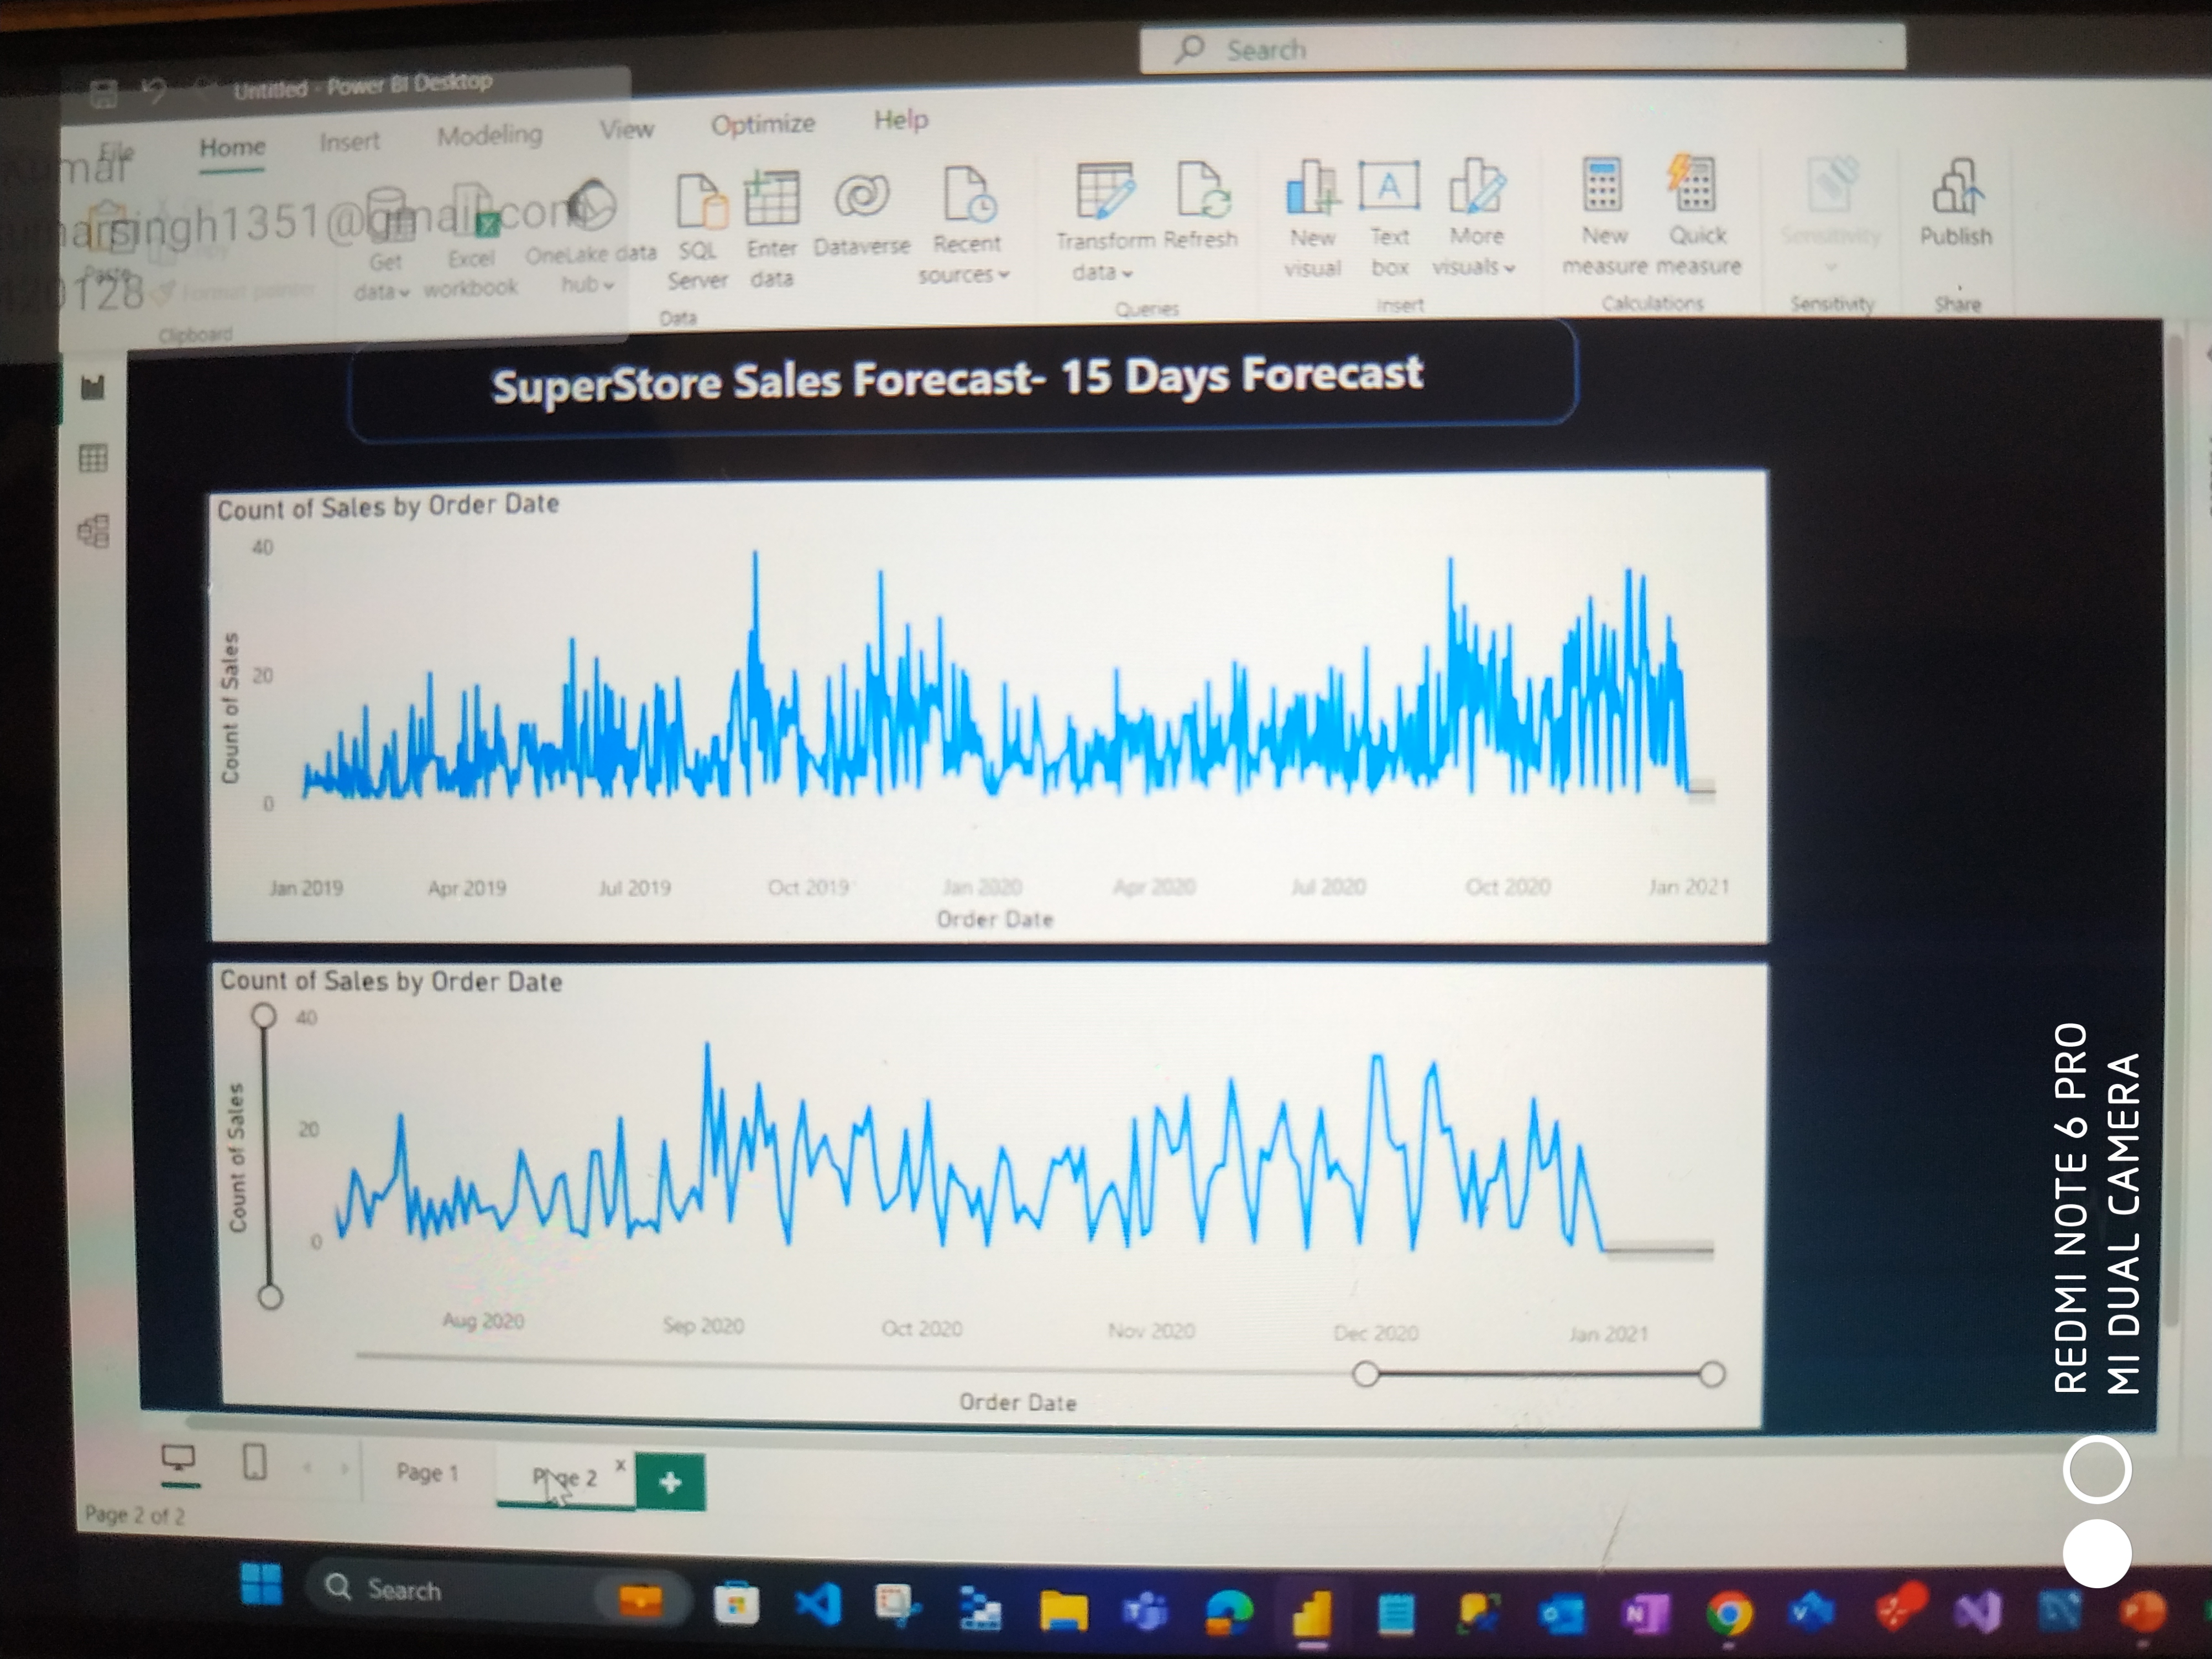 Untitled - Power BI Desktop
Search
File Home Insert Modeling View Optimize Help
Get data
Excel workbook
OneLake data hub
SQL Server
Enter data
Dataverse
Recent sources
Transform data
Refresh
New visual
Text box
More visuals
New measure
Quick measure
Sensitivity
Publish
Clipboard
Data
Queries
Insert
Calculations
Sensitivity
Share
SuperStore Sales Forecast- 15 Days Forecast
Count of Sales by Order Date
Count of Sales
40
20
0
Jan 2019 Apr 2019 Jul 2019 Oct 2019 Jan 2020 Apr 2020 Jul 2020 Oct 2020 Jan 2021
Order Date
Count of Sales by Order Date
Count of Sales
40
20
0
Aug 2020 Sep 2020 Oct 2020 Nov 2020 Dec 2020 Jan 2021
Order Date
Page 1 Page 2 x +
Page 2 of 2
Search
REDMI NOTE 6 PRO
MI DUAL CAMERA